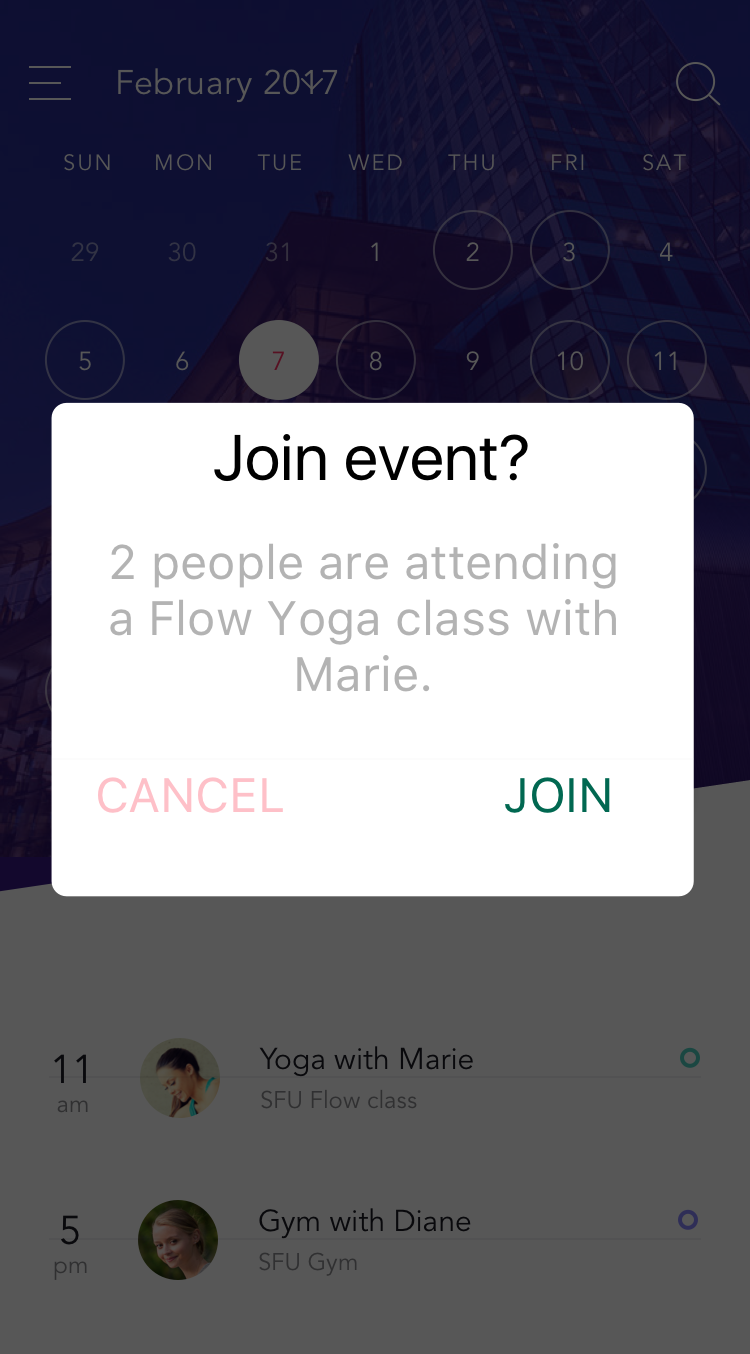 February 2017
SUN MON TUE WED THU FRI SAT
29 30 31 1 2 3 4
5 6 7 8 9 10 11
Join event?
2 people are attending
a Flow Yoga class with
Marie.
CANCEL JOIN
11 Yoga with Marie
am SFU Flow class
5 Gym with Diane
pm SFU Gym